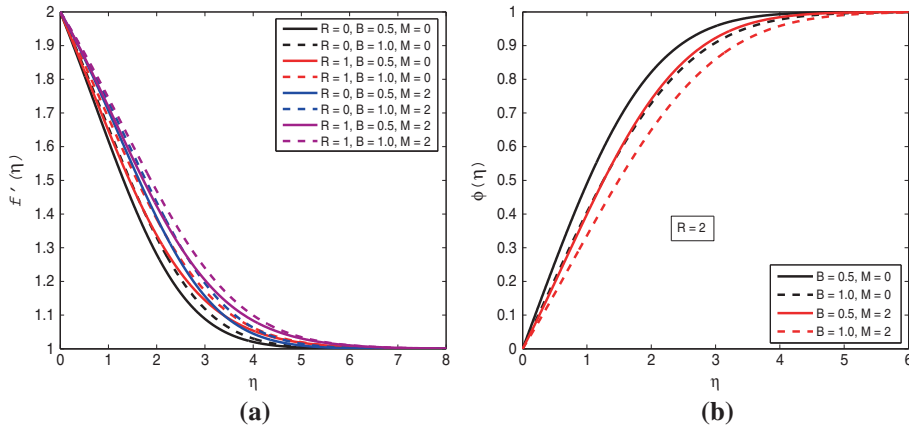 2
1.9
1.8
1.7
1.6
1.5
1.4
1.3
1.2
1.1
1
f ′ (η)
R = 0, B = 0.5, M = 0
R = 0, B = 1.0, M = 0
R = 1, B = 0.5, M = 0
R = 1, B = 1.0, M = 0
R = 0, B = 0.5, M = 2
R = 0, B = 1.0, M = 2
R = 1, B = 0.5, M = 2
R = 1, B = 1.0, M = 2
0 1 2 3 4 5 6 7 8
η
(a)
1
0.9
0.8
0.7
0.6
0.5
0.4
0.3
0.2
0.1
0
φ (η)
R = 2
B = 0.5, M = 0
B = 1.0, M = 0
B = 0.5, M = 2
B = 1.0, M = 2
0 1 2 3 4 5 6
η
(b)